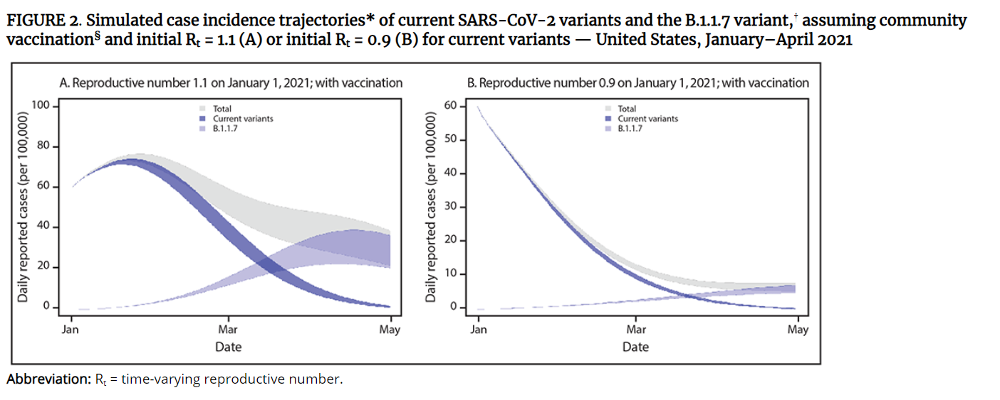 FIGURE 2. Simulated case incidence trajectories* of current SARS-CoV-2 variants and the B.1.1.7 variant,† assuming community
vaccination§ and initial Rt = 1.1 (A) or initial Rt = 0.9 (B) for current variants — United States, January–April 2021
A. Reproductive number 1.1 on January 1, 2021; with vaccination
Daily reported cases (per 100,000)
100
80
60
40
20
0
Total
Current variants
B.1.1.7
Jan
Mar
May
Date
B. Reproductive number 0.9 on January 1, 2021; with vaccination
Daily reported cases (per 100,000)
60
50
40
30
20
10
0
Total
Current variants
B.1.1.7
Jan
Mar
May
Date
Abbreviation: Rt = time-varying reproductive number.